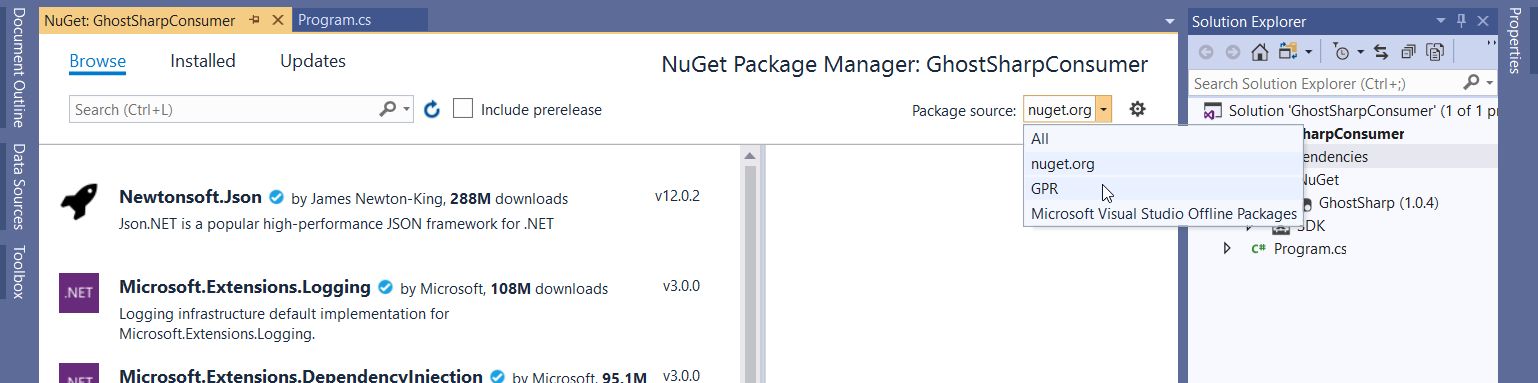 Document Outline
Data Sources
Toolbox
NuGet: GhostSharpConsumer
Program.cs
Browse
Installed
Updates
NuGet Package Manager: GhostSharpConsumer
Search (Ctrl+L)
Include prerelease
Package source:
nuget.org
All
nuget.org
GPR
Microsoft Visual Studio Offline Packages
Newtonsoft.Json by James Newton-King, 288M downloads
v12.0.2
Json.NET is a popular high-performance JSON framework for .NET
.NET
Microsoft.Extensions.Logging by Microsoft, 108M downloads
v3.0.0
Logging infrastructure default implementation for
Microsoft.Extensions.Logging.
.NET
Microsoft.Extensions.DependencyInjection by Microsoft, 95.1M
v3.0.0
Solution Explorer
Search Solution Explorer (Ctrl+;)
Solution 'GhostSharpConsumer' (1 of 1 p
harpConsumer
endencies
NuGet
GhostSharp (1.0.4)
SDK
C# Program.cs
Properties